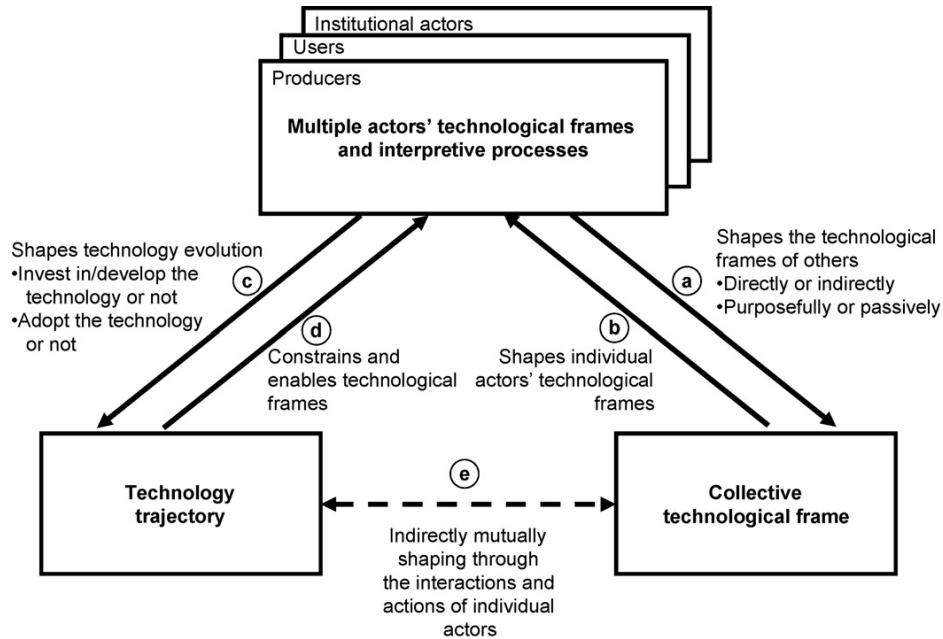 Institutional actors
Users
Producers
Multiple actors’ technological frames
and interpretive processes
Shapes technology evolution
•Invest in/develop the
technology or not
•Adopt the technology
or not
c
d
Constrains and
enables technological
frames
a
Shapes the technological
frames of others
•Directly or indirectly
•Purposefully or passively
b
Shapes individual
actors’ technological
frames
Technology
trajectory
e
Indirectly mutually
shaping through
the interactions and
actions of individual
actors
Collective
technological frame